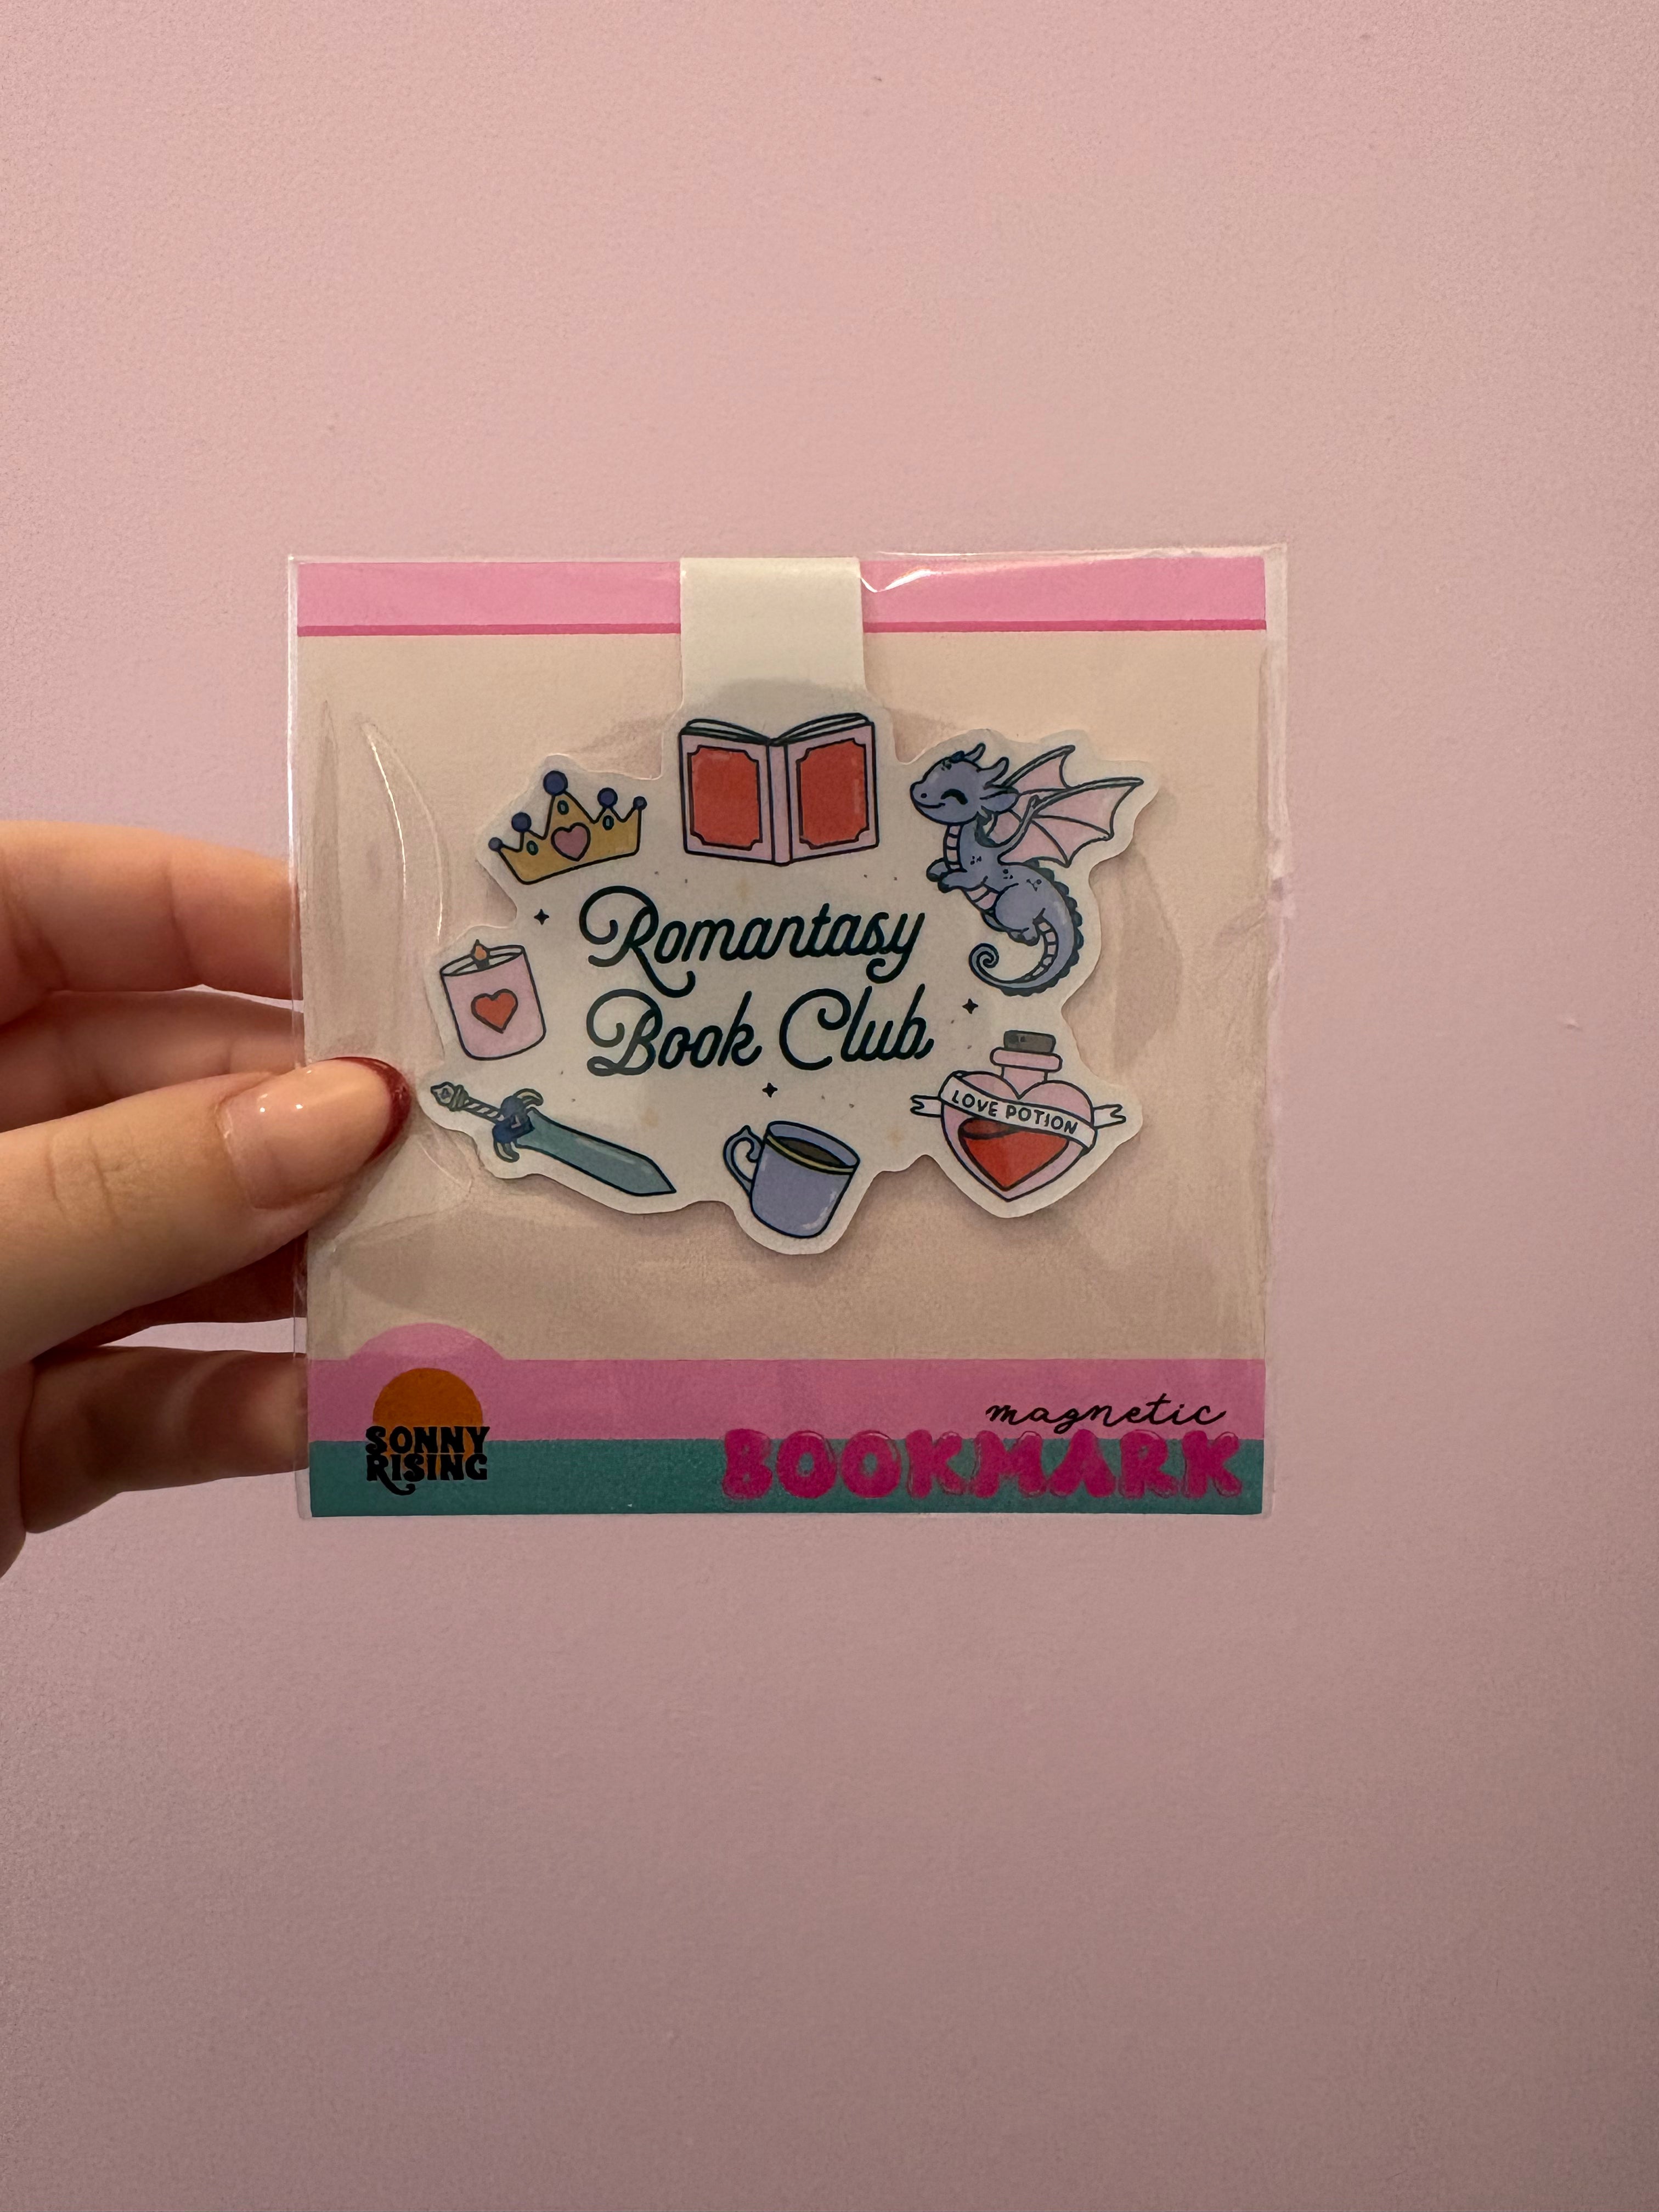 Romantasy
Book Club
LOVE POTION
SONNY
RISING
magnetic
BOOKMARK